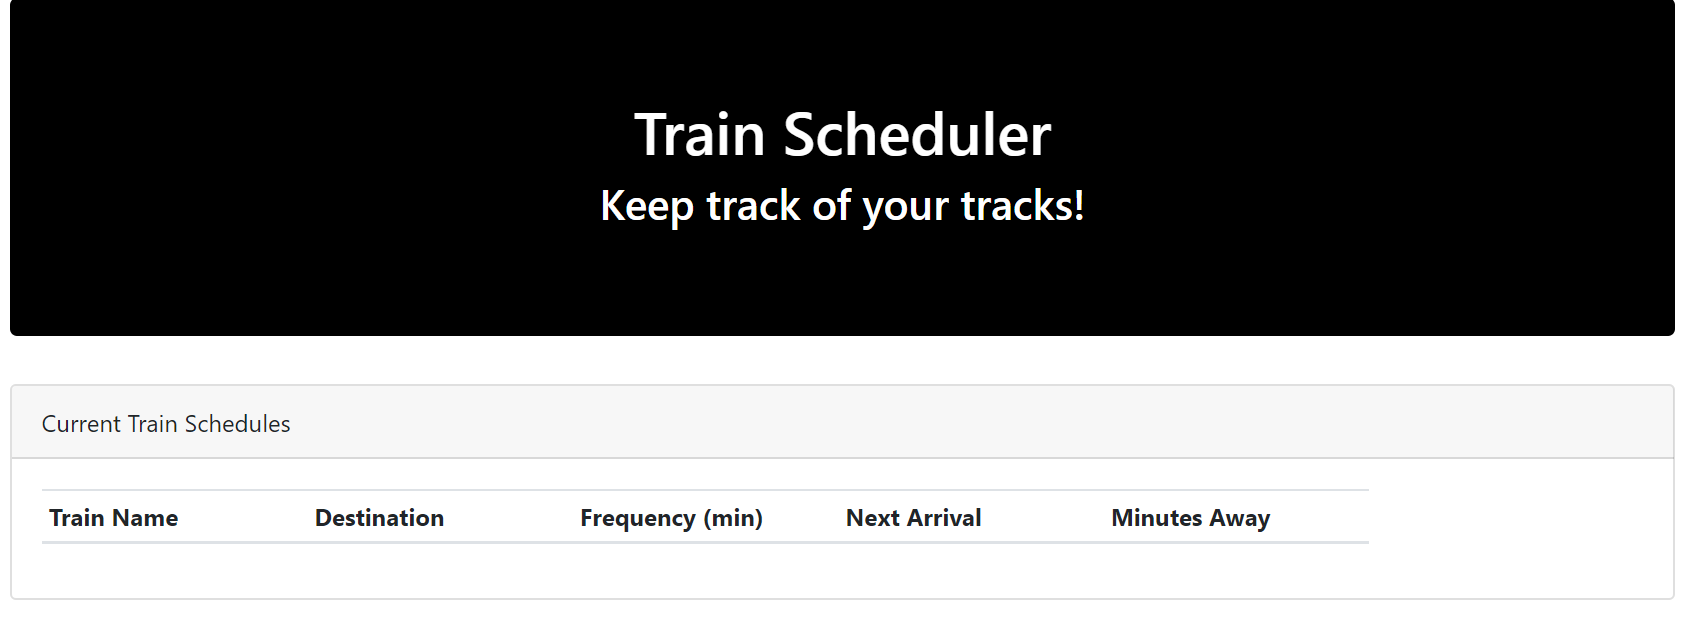 Train Scheduler
Keep track of your tracks!
Current Train Schedules
Train Name Destination Frequency (min) Next Arrival Minutes Away